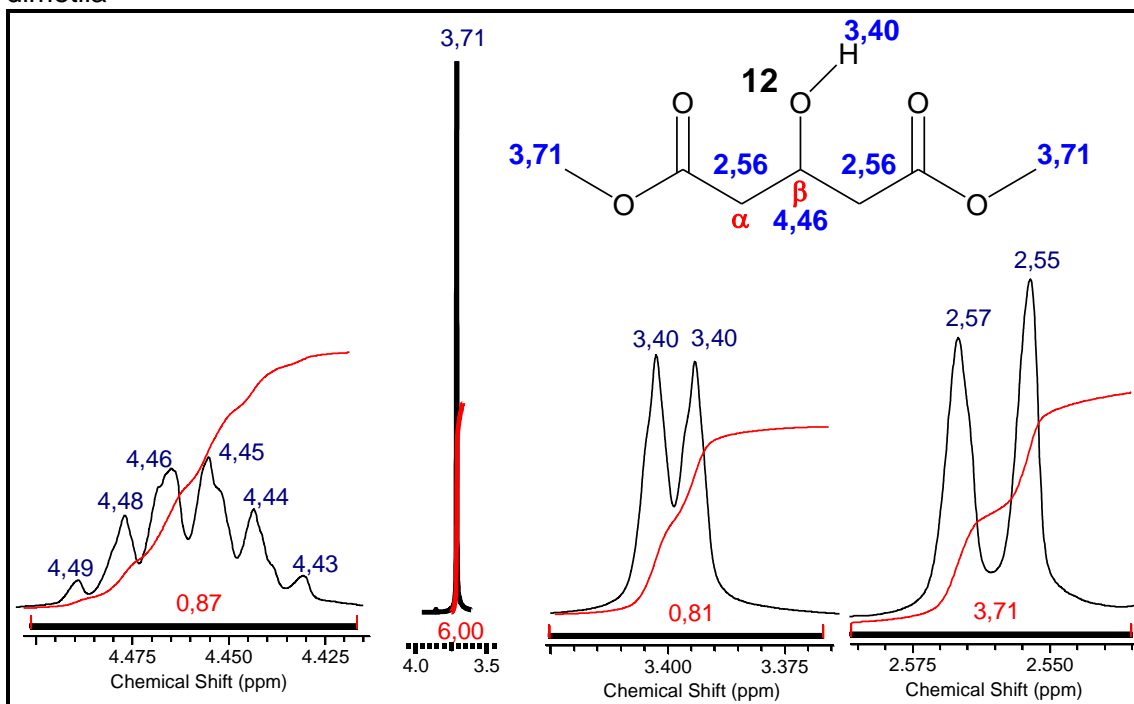 dimetila
3,71
3,40
H
12
O
O
O
3,71
2,56
2,56
3,71
O
β
O
α
4,46
2,55
2,57
3,40
3,40
4,46
4,45
4,48
4,44
4,49
4,43
0,87
6,00
0,81
3,71
4.475
4.450
4.425
4.0
3.5
3.400
3.375
2.575
2.550
Chemical Shift (ppm)
Chemical Shift (ppm)
Chemical Shift (ppm)